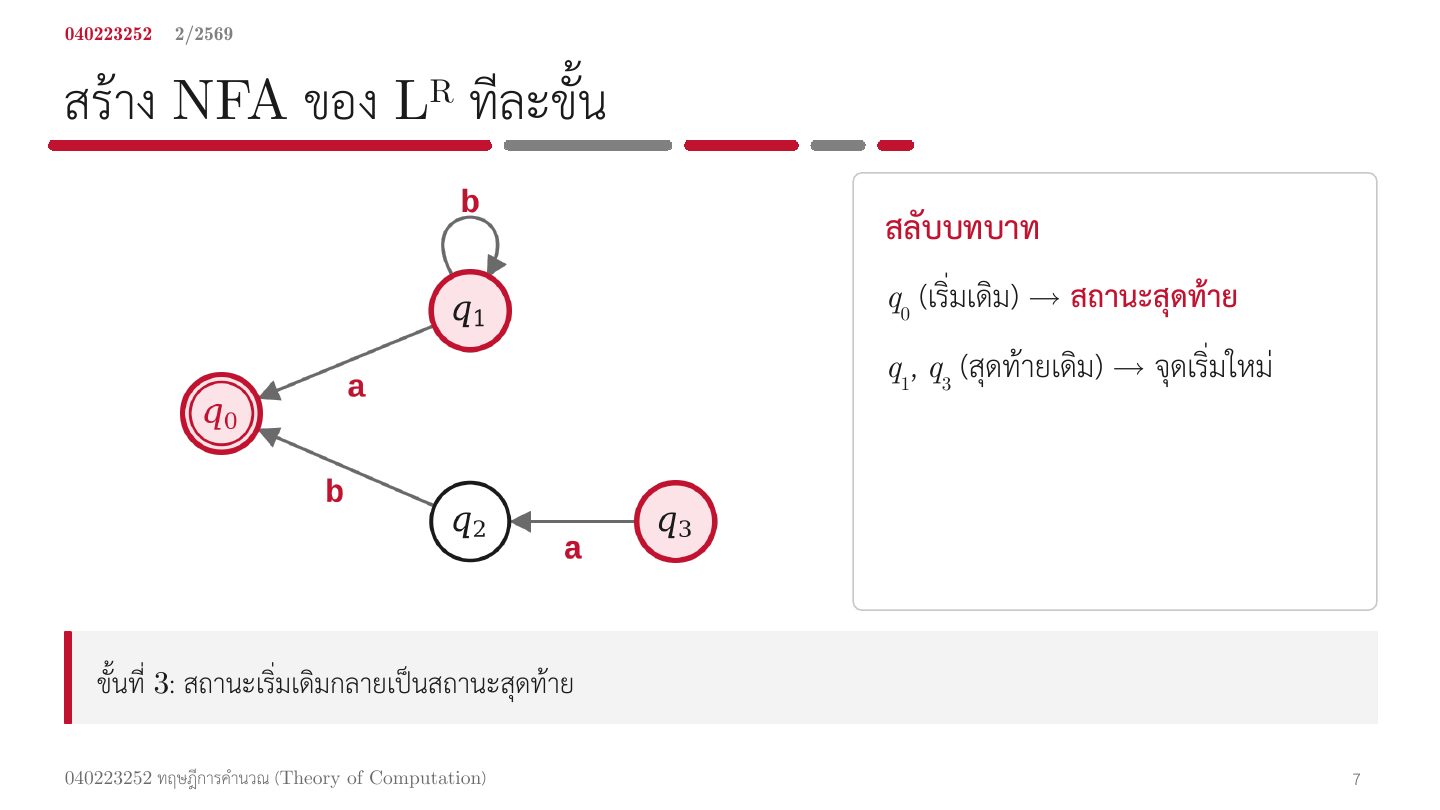 040223252 2/2569
สร้าง NFA ของ Lᴿ ทีละขั้น
b
q₁
a
q₀
b
q₂
a
q₃
สลับบทบาท
q₀ (เริ่มเดิม) → สถานะสุดท้าย
q₁, q₃ (สุดท้ายเดิม) → จุดเริ่มใหม่
ขั้นที่ 3: สถานะเริ่มเดิมกลายเป็นสถานะสุดท้าย
040223252 ทฤษฎีการคำนวณ (Theory of Computation)
7